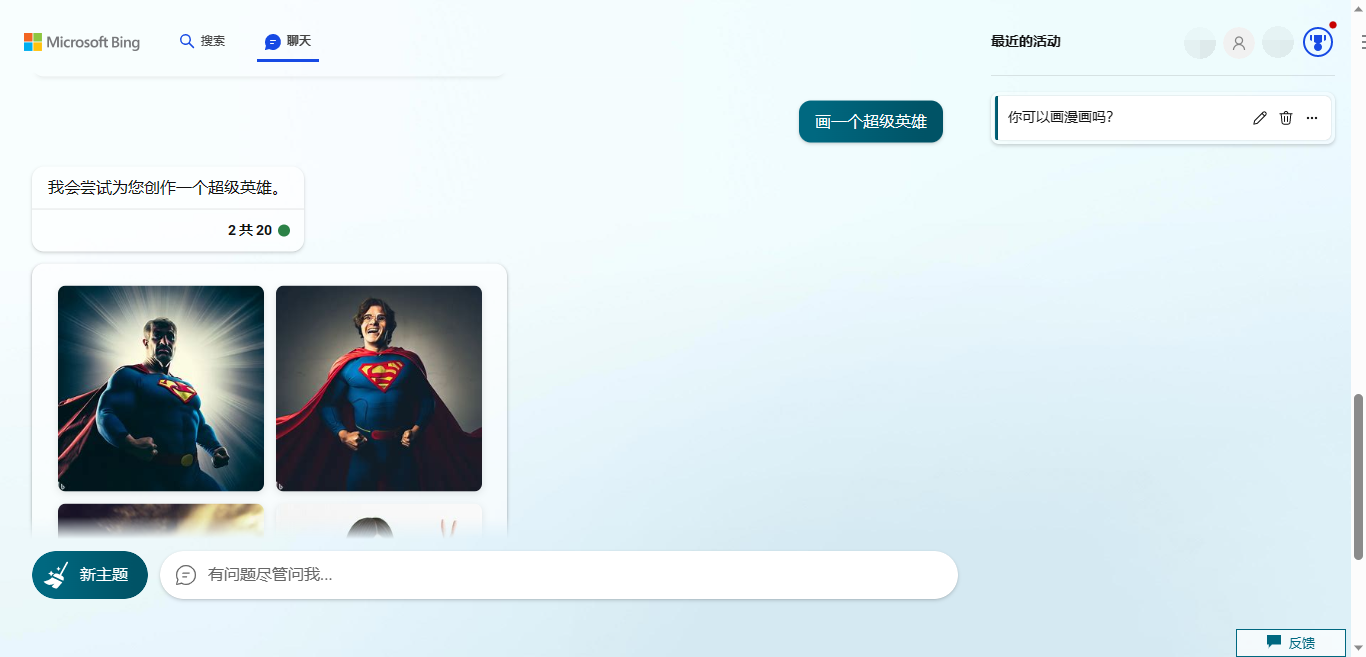 Microsoft Bing
搜索
聊天
最近的活动
画一个超级英雄
你可以画漫画吗?
我会尝试为您创作一个超级英雄。
2 共 20
新主题
有问题尽管问我...
反馈